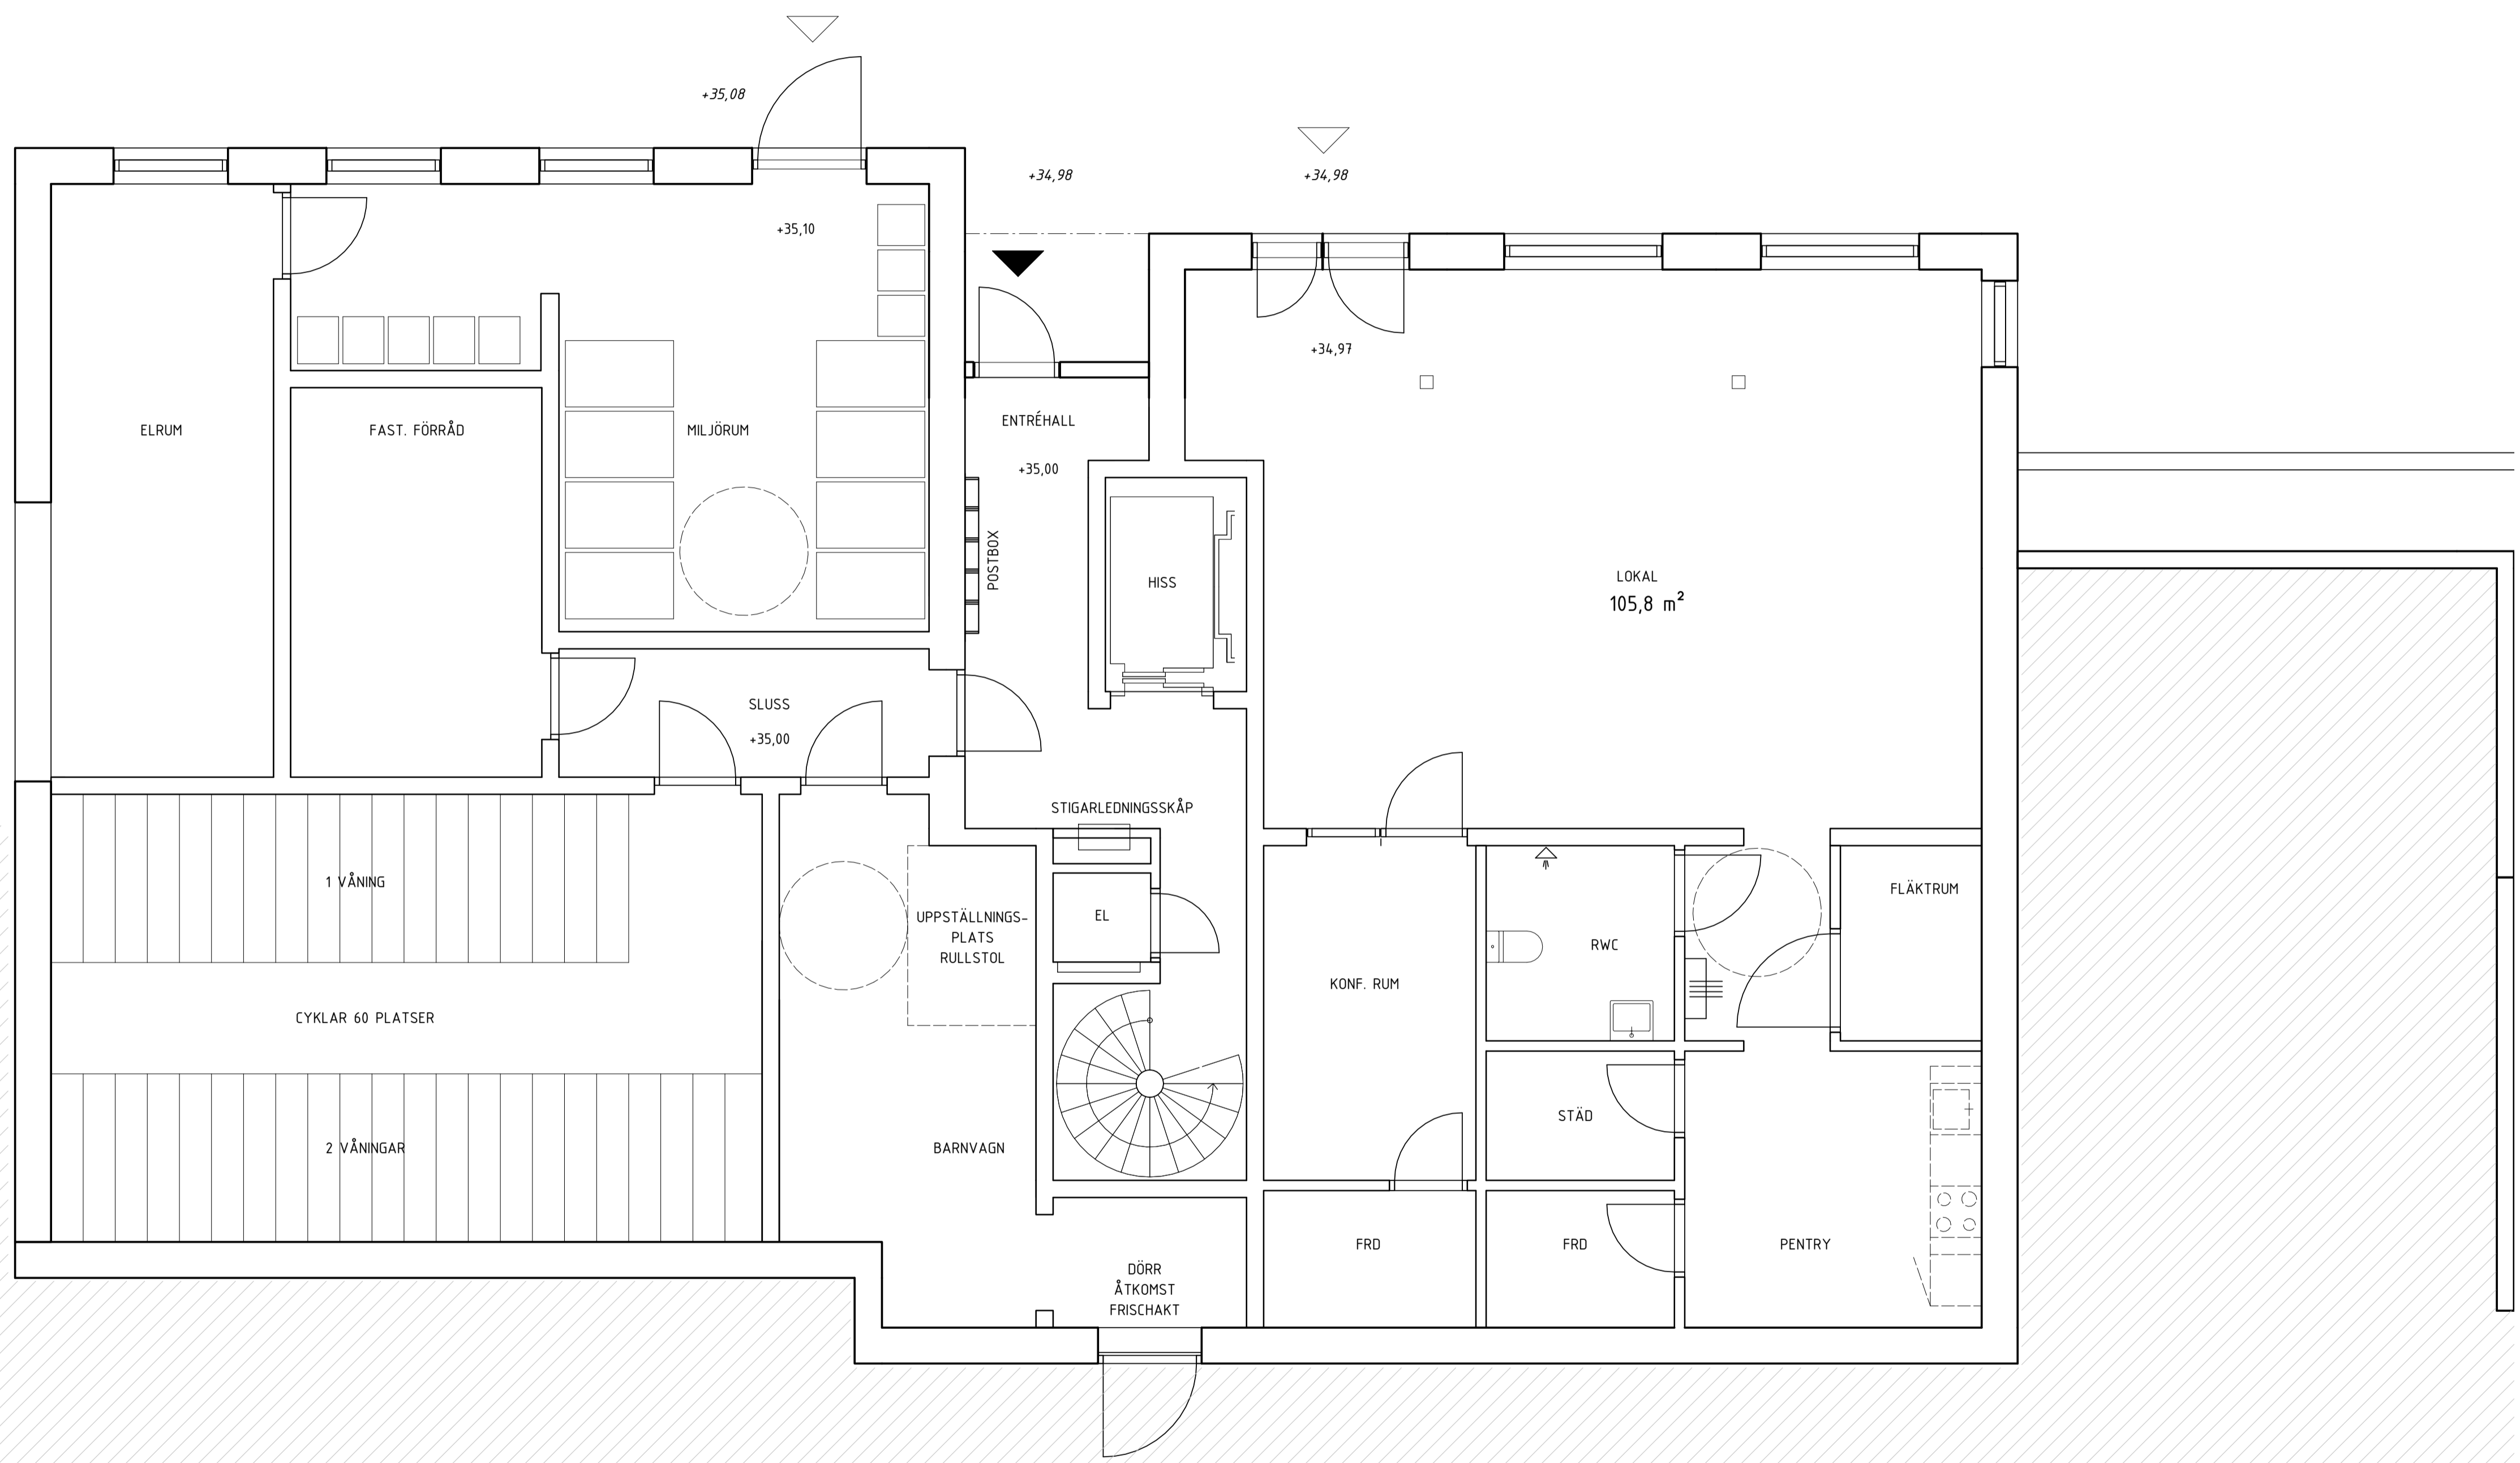 +35,08
+34,98
+34,98
+35,10
+34,97
ELRUM
FAST. FÖRRÅD
MILJÖRUM
ENTRÉHALL
+35,00
POSTBOX
HISS
LOKAL
105,8 m²
SLUSS
+35,00
STIGARLEDNINGSSKÅP
1 VÅNING
UPPSTÄLLNINGS-
PLATS
RULLSTOL
EL
FLÄKTRUM
RWC
KONF. RUM
CYKLAR 60 PLATSER
STÄD
2 VÅNINGAR
BARNVAGN
FRD
FRD
PENTRY
DÖRR
ÅTKOMST
FRISCHAKT